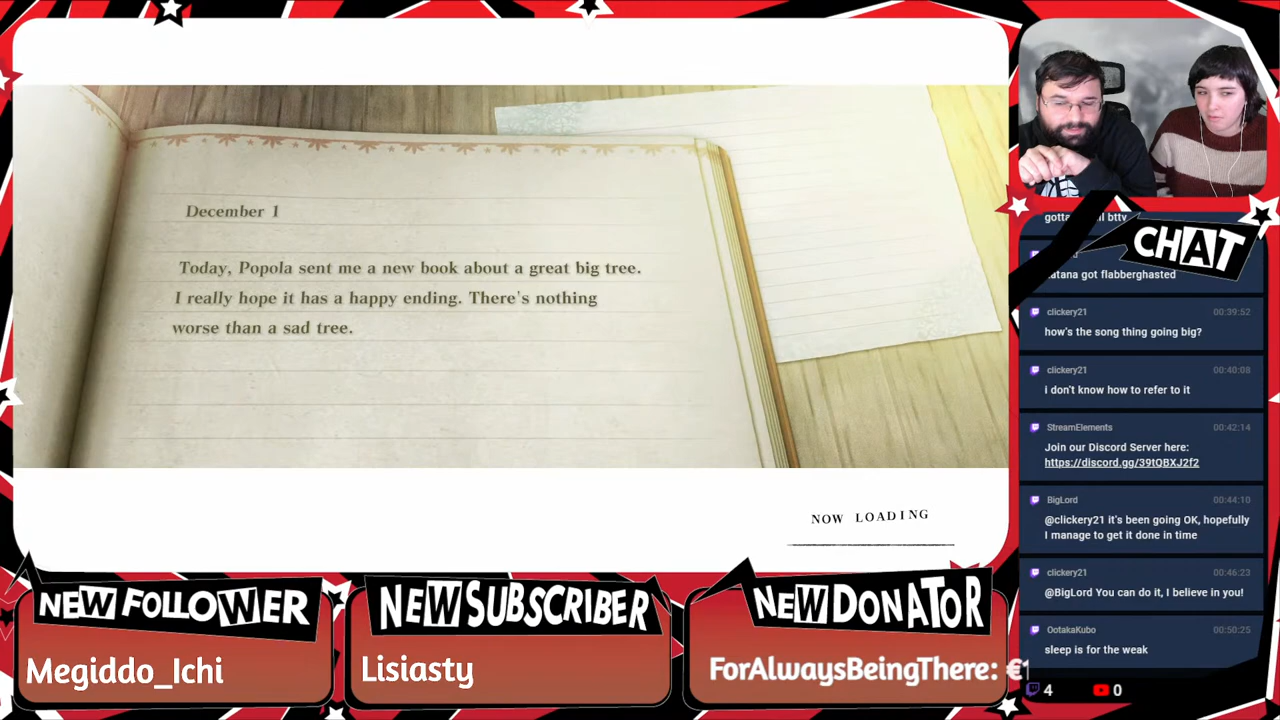 December 1
Today, Popola sent me a new book about a great big tree.
I really hope it has a happy ending. There's nothing
worse than a sad tree.
NOW LOADING
CHAT
gotta
btty
got flabberghasted
clickery21 00:39:52
how's the song thing going big?
clickery21 00:40:08
i don't know how to refer to it
StreamElements 00:42:14
Join our Discord Server here:
https://discord.gg/39tQBXJ2f2
BigLord 00:44:10
@clickery21 it's been going OK, hopefully
I manage to get it done in time
clickery21 00:46:23
@BigLord You can do it, I believe in you!
OotakaKubo 00:50:25
sleep is for the weak
4 0
NEW FOLLOWER
Megiddo_Ichi
NEW SUBSCRIBER
Lisiasty
NEW DONATOR
ForAlwaysBeingThere: